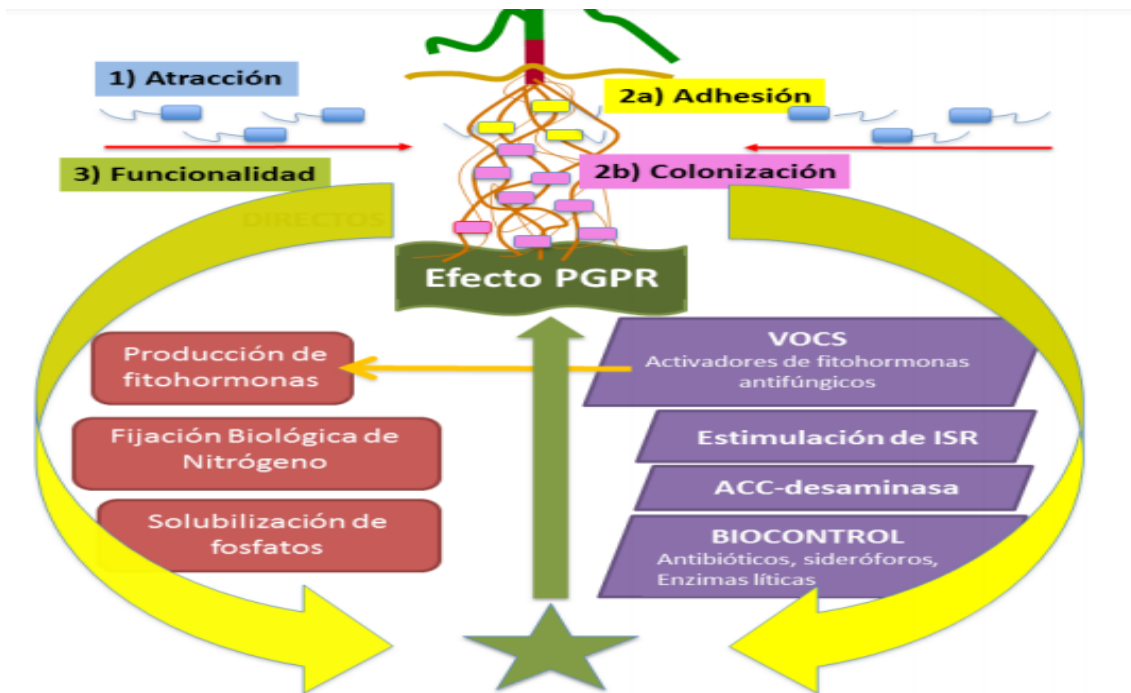 1) Atracción
2a) Adhesión
3) Funcionalidad
2b) Colonización
DIRECTOS
Efecto PGPR
Producción de
fitohormonas
Fijación Biológica de
Nitrógeno
Solubilización de
fosfatos
VOCS
Activadores de fitohormonas
antifúngicos
Estimulación de ISR
ACC-desaminasa
BIOCONTROL
Antibióticos, sideróforos,
Enzimas líticas